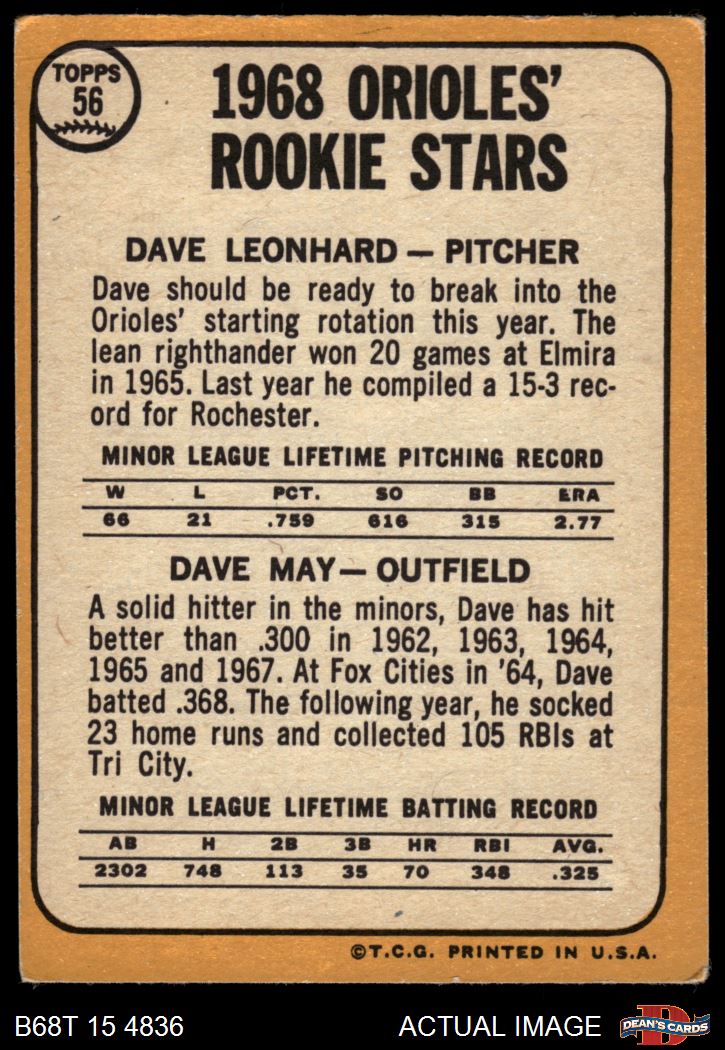 TOPPS
56
1968 ORIOLES'
ROOKIE STARS
DAVE LEONHARD — PITCHER
Dave should be ready to break into the
Orioles' starting rotation this year. The
lean righthander won 20 games at Elmira
in 1965. Last year he compiled a 15-3 rec-
ord for Rochester.
MINOR LEAGUE LIFETIME PITCHING RECORD
W L PCT. SO BB ERA
66 21 .759 616 315 2.77
DAVE MAY — OUTFIELD
A solid hitter in the minors, Dave has hit
better than .300 in 1962, 1963, 1964,
1965 and 1967. At Fox Cities in '64, Dave
batted .368. The following year, he socked
23 home runs and collected 105 RBIs at
Tri City.
MINOR LEAGUE LIFETIME BATTING RECORD
AB H 2B 3B HR RBI AVG.
2302 748 113 35 70 348 .325
©T.C.G. PRINTED IN U.S.A.
B68T 15 4836 ACTUAL IMAGE D DEAN'S CARDS